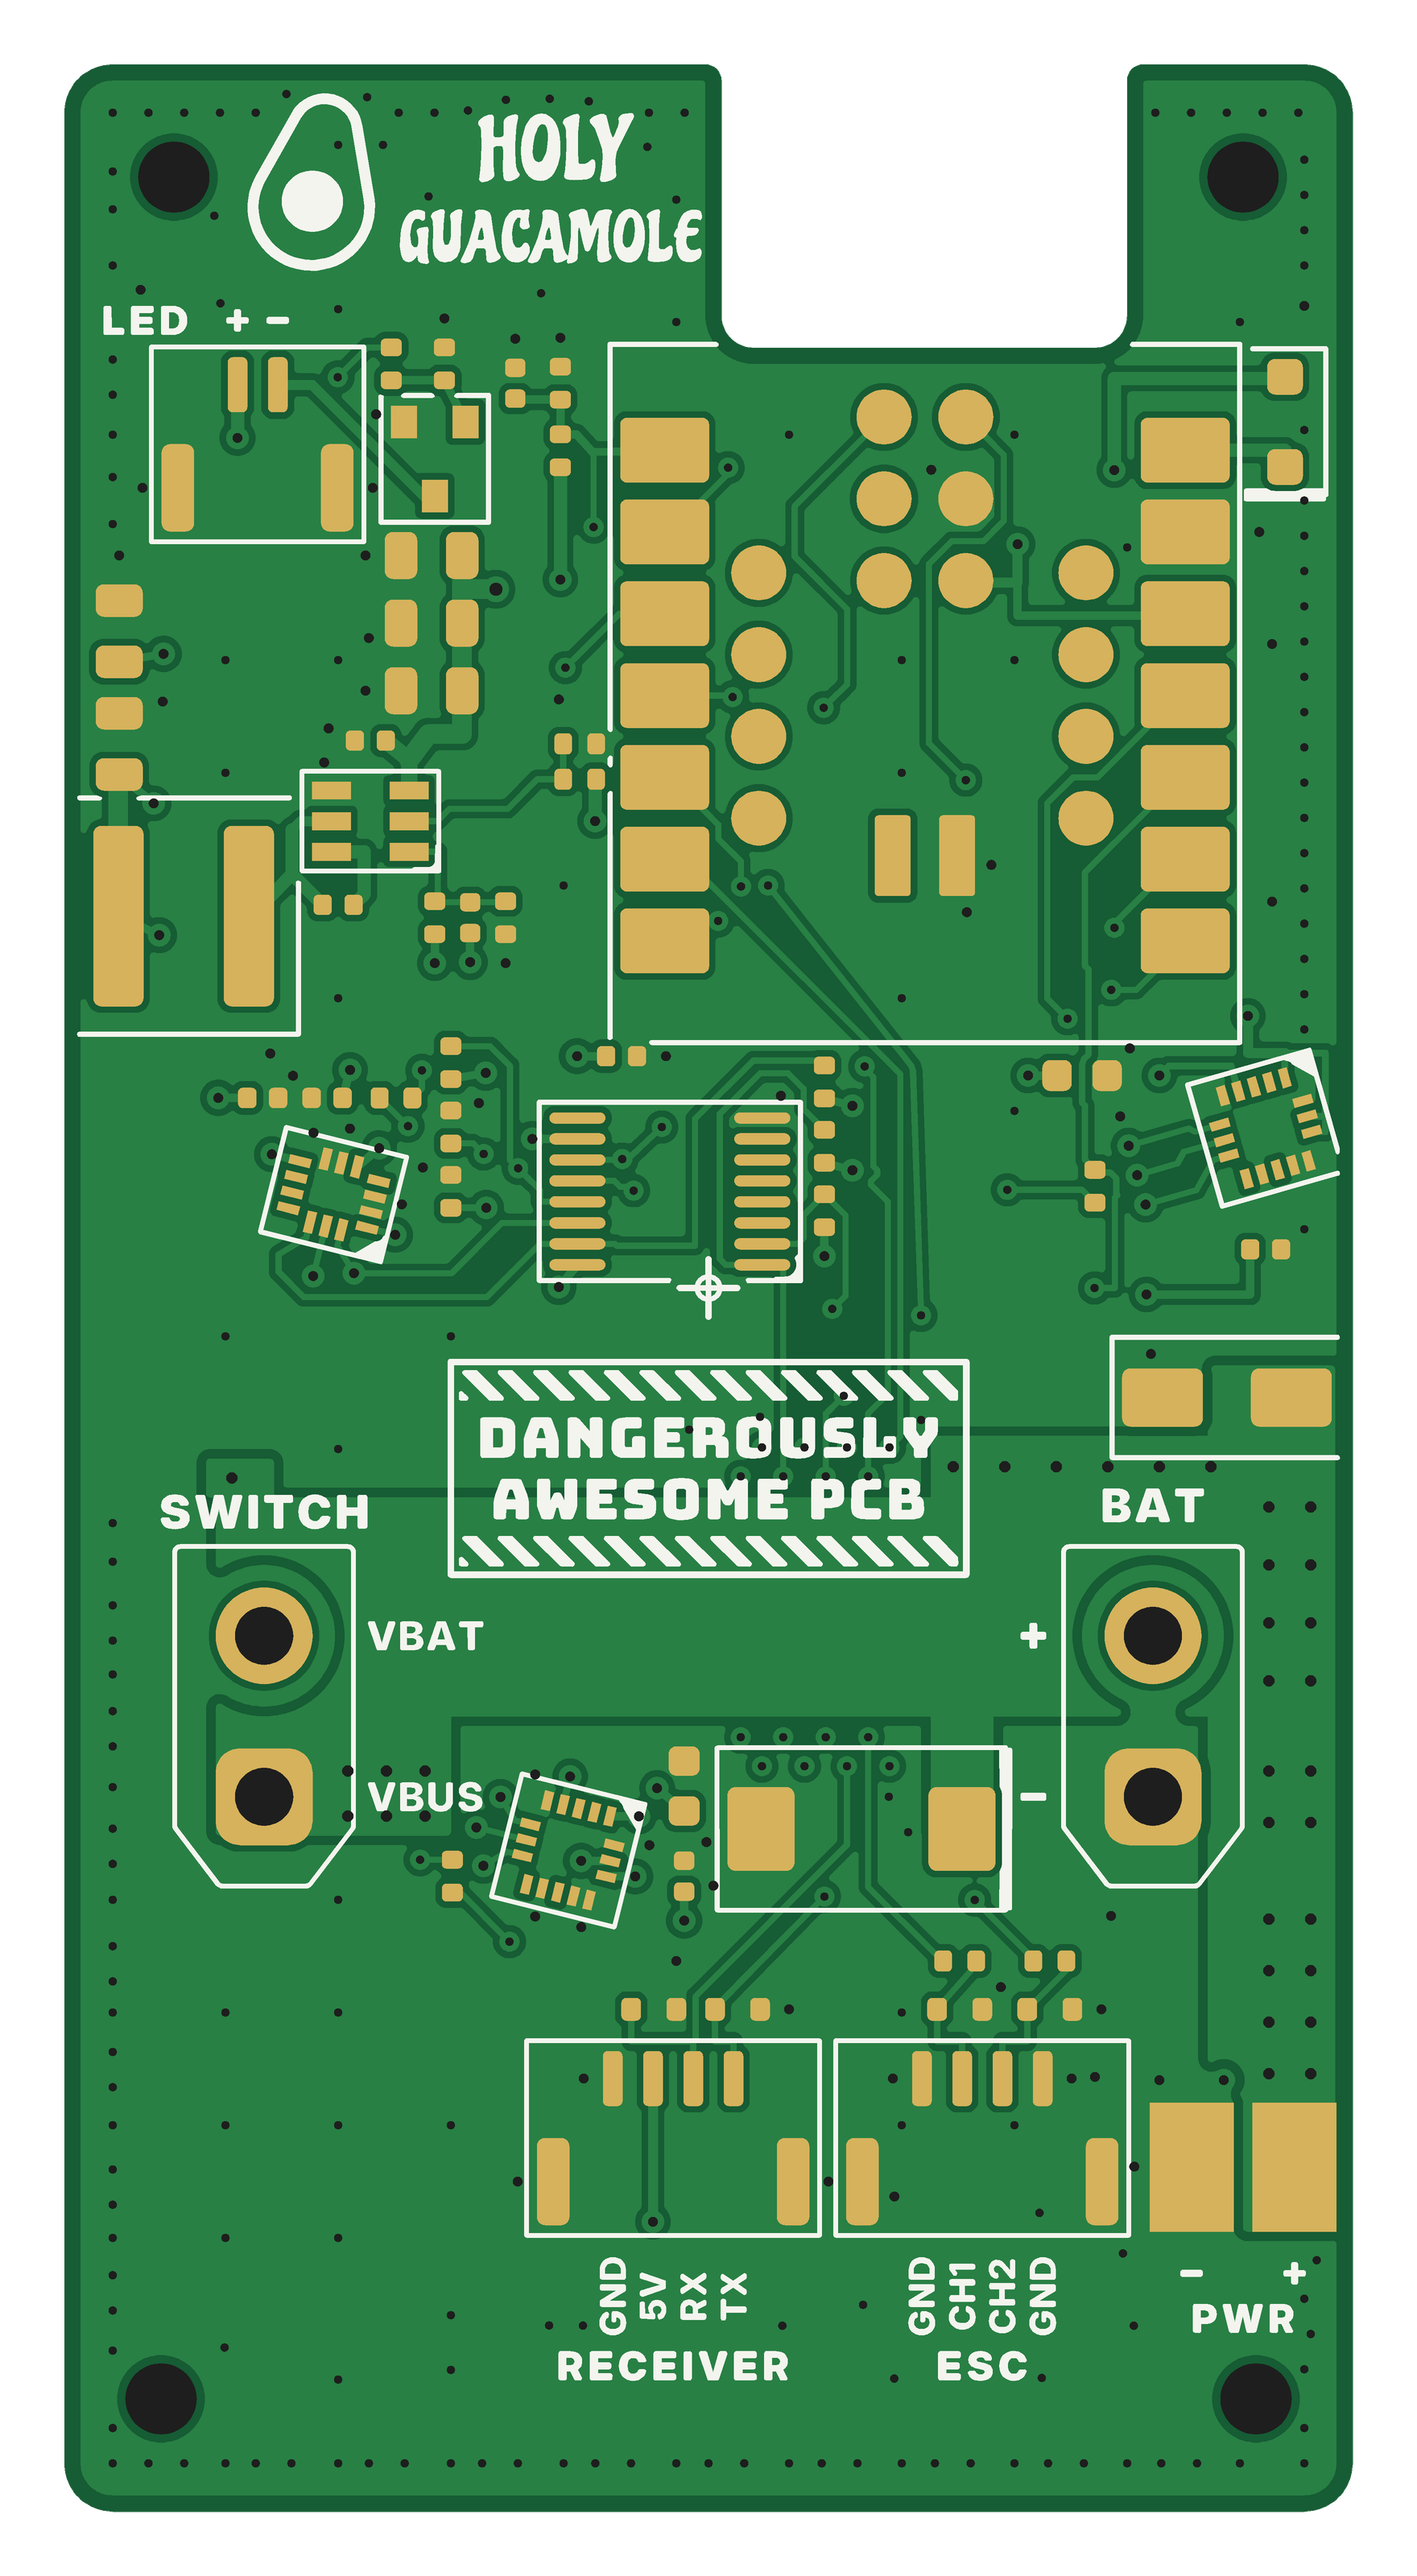 HOLY
GUACAMOLE
LED + -
DANGEROUSLY
AWESOME PCB
SWITCH
BAT
VBAT
+
VBUS
-
GND
5V
RX
TX
GND
CH1
CH2
GND
- +
PWR
RECEIVER
ESC